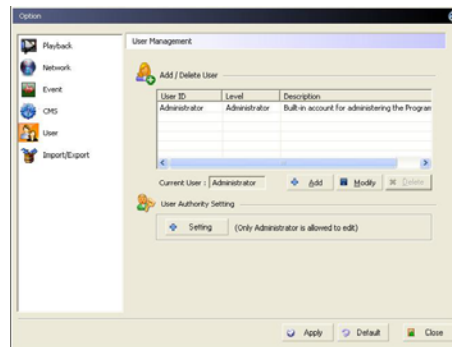 Option
Playback
Network
Event
CMS
User
Import/Export
User Management
Add / Delete User
User ID Level Description
Administrator Administrator Built-in account for administering the Program
Current User : Administrator Add Modify Delete
User Authority Setting
Setting (Only Administrator is allowed to edit)
Apply Default Close